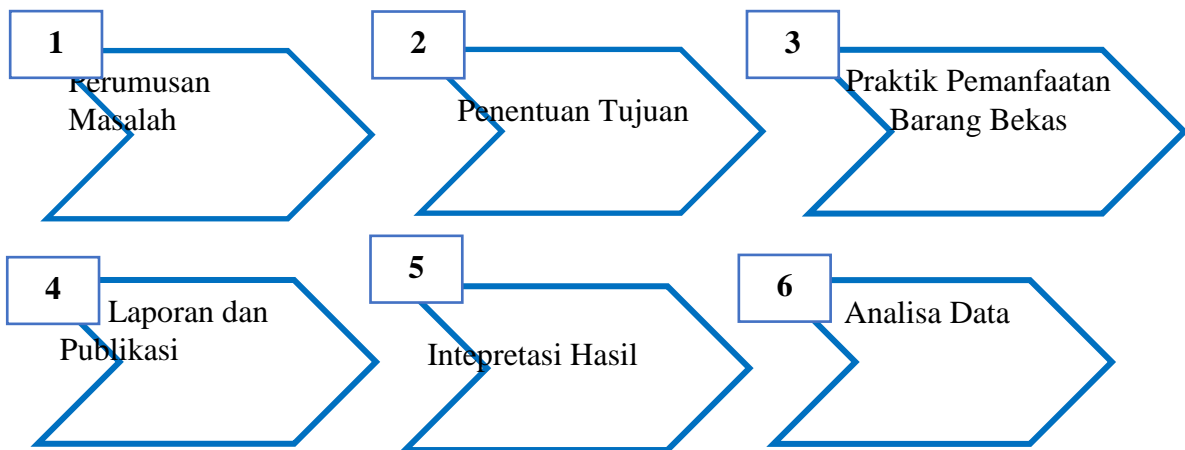 1
Perumusan
Masalah
2
Penentuan Tujuan
3
Praktik Pemanfaatan
Barang Bekas
4
Laporan dan
Publikasi
5
Intepretasi Hasil
6
Analisa Data